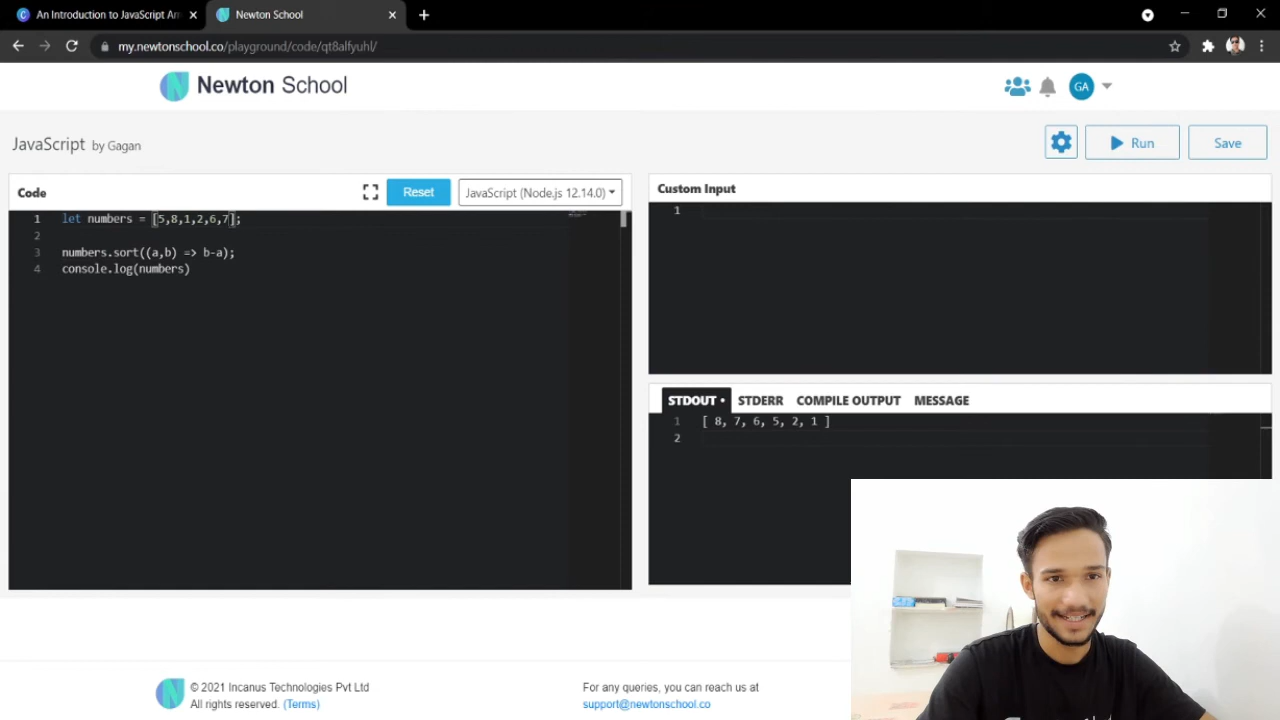 An Introduction to JavaScript Arr
Newton School
my.newtonschool.co/playground/code/qt8alfyuhl/
Newton School
GA
JavaScript by Gagan
Run
Save
Code
Reset
JavaScript (Node.js 12.14.0)
1 let numbers = [5,8,1,2,6,7];
2
3 numbers.sort((a,b) => b-a);
4 console.log(numbers)
Custom Input
1
STDOUT • STDERR COMPILE OUTPUT MESSAGE
1 [ 8, 7, 6, 5, 2, 1 ]
2
© 2021 Incanus Technologies Pvt Ltd
All rights reserved. (Terms)
For any queries, you can reach us at
support@newtonschool.co